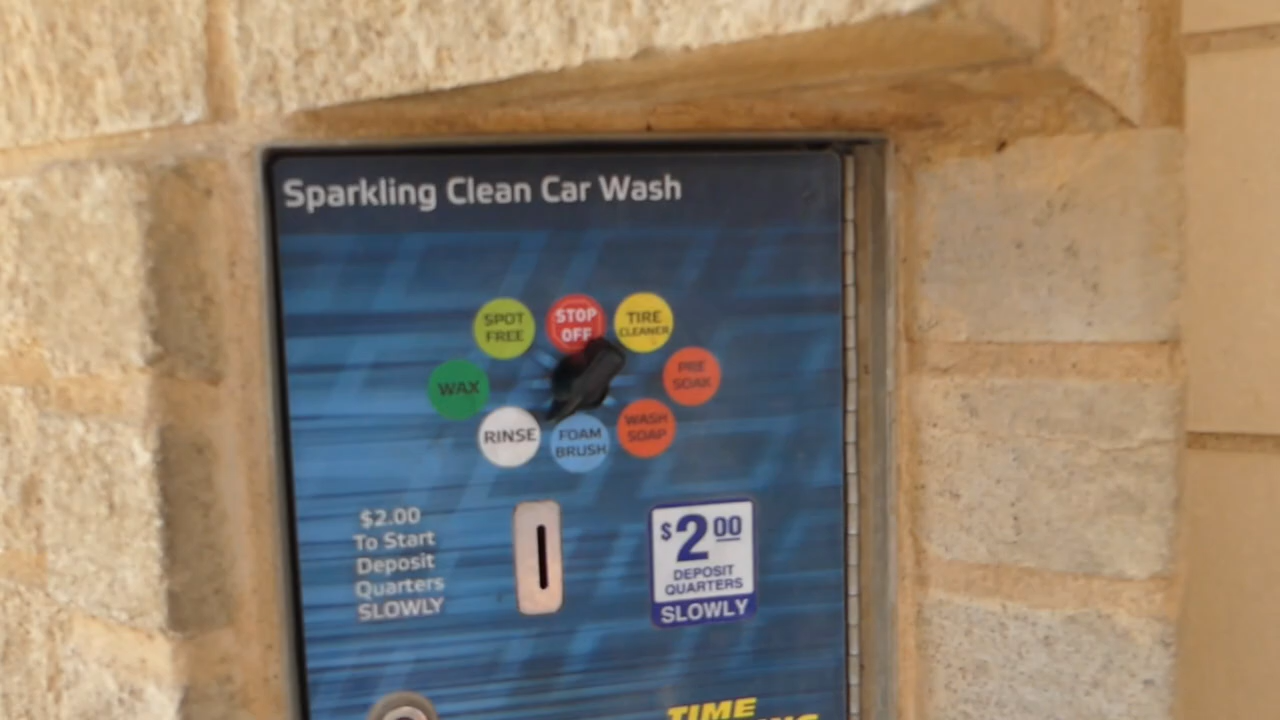 Sparkling Clean Car Wash
SPOT
FREE
STOP
OFF
TIRE
CLEANER
WAX
PRE
SOAK
RINSE
FOAM
BRUSH
WASH
SOAP
$2.00
To Start
Deposit
Quarters
SLOWLY
$2 00
DEPOSIT
QUARTERS
SLOWLY
TIME